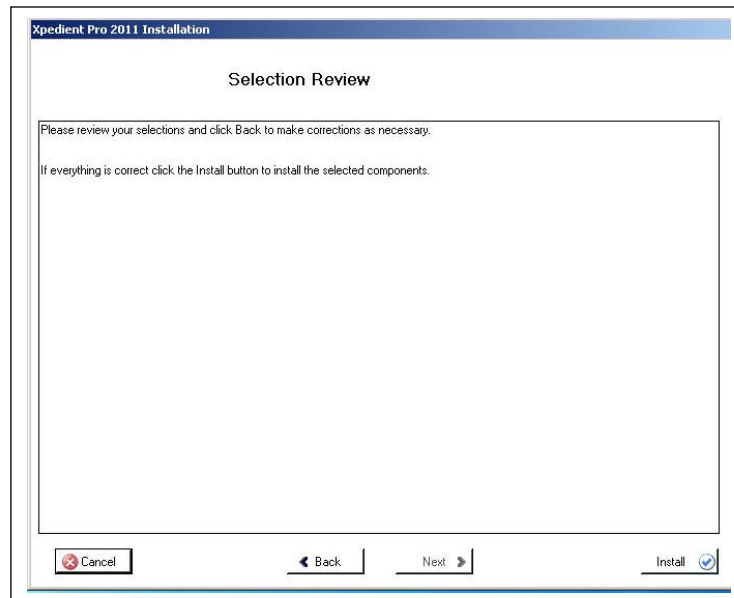 Xpedient Pro 2011 Installation
Selection Review
Please review your selections and click Back to make corrections as necessary.
If everything is correct click the Install button to install the selected components.
Cancel
Back
Next
Install